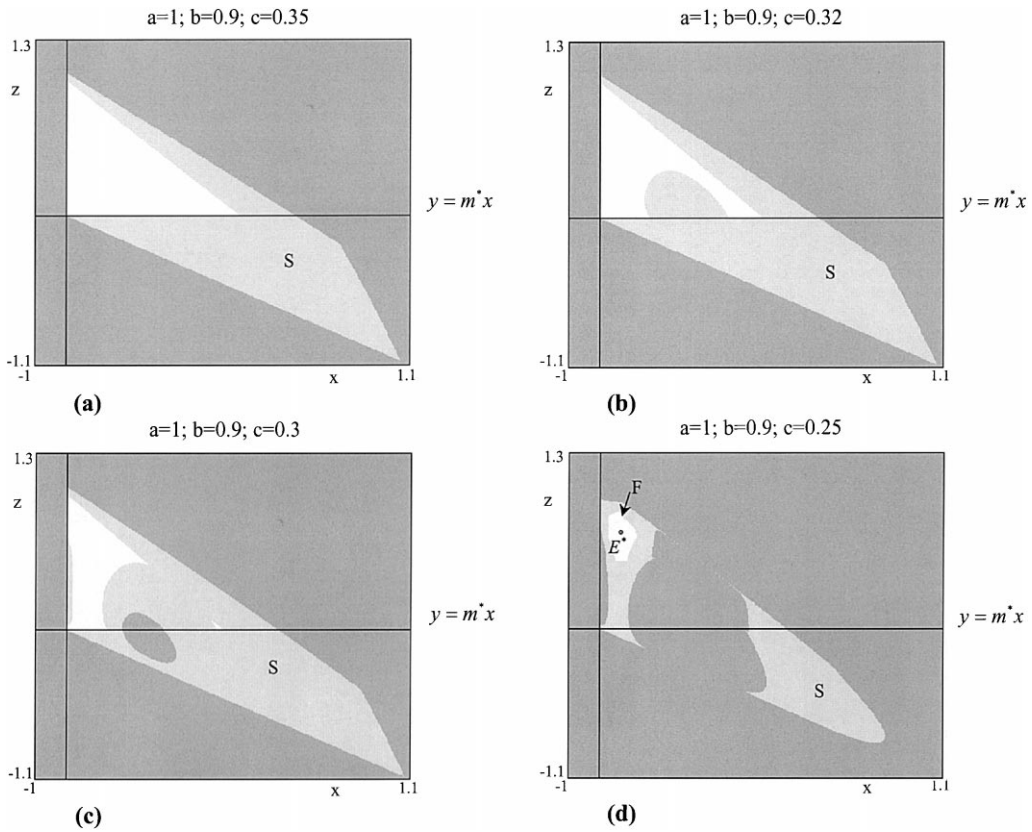 a=1; b=0.9; c=0.35
1.3
z
y = m*x
S
-1.1
-1
x
1.1
(a)
a=1; b=0.9; c=0.32
1.3
z
y = m*x
S
-1.1
-1
x
1.1
(b)
a=1; b=0.9; c=0.3
1.3
z
y = m*x
S
-1.1
-1
x
1.1
(c)
a=1; b=0.9; c=0.25
1.3
z
F
E*
y = m*x
S
-1.1
-1
x
1.1
(d)